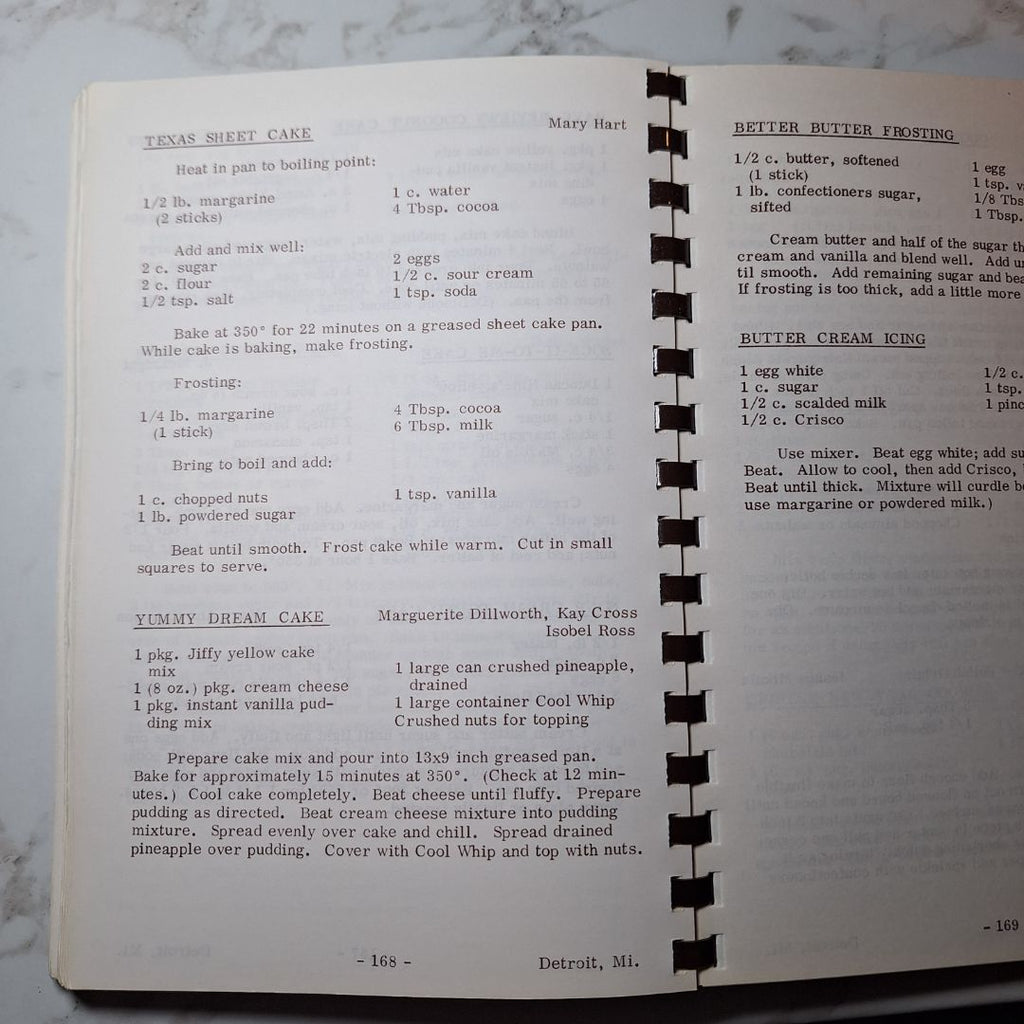 TEXAS SHEET CAKE Mary Hart
Heat in pan to boiling point:
1/2 lb. margarine 1 c. water
(2 sticks) 4 Tbsp. cocoa
Add and mix well:
2 c. sugar 2 eggs
2 c. flour 1/2 c. sour cream
1/2 tsp. salt 1 tsp. soda
Bake at 350° for 22 minutes on a greased sheet cake pan.
While cake is baking, make frosting.
Frosting:
1/4 lb. margarine 4 Tbsp. cocoa
(1 stick) 6 Tbsp. milk
Bring to boil and add:
1 c. chopped nuts 1 tsp. vanilla
1 lb. powdered sugar
Beat until smooth. Frost cake while warm. Cut in small
squares to serve.
YUMMY DREAM CAKE Marguerite Dillworth, Kay Cross
Isobel Ross
1 pkg. Jiffy yellow cake
mix
1 (8 oz.) pkg. cream cheese
1 pkg. instant vanilla pud-
ding mix
1 large can crushed pineapple,
drained
1 large container Cool Whip
Crushed nuts for topping
Prepare cake mix and pour into 13x9 inch greased pan.
Bake for approximately 15 minutes at 350°. (Check at 12 min-
utes.) Cool cake completely. Beat cheese until fluffy. Prepare
pudding as directed. Beat cream cheese mixture into pudding
mixture. Spread evenly over cake and chill. Spread drained
pineapple over pudding. Cover with Cool Whip and top with nuts.
- 168 - Detroit, Mi.
BETTER BUTTER FROSTING
1/2 c. butter, softened 1 egg
(1 stick) 1 tsp.
1 lb. confectioners sugar, 1/8
sifted 1 Tbsp.
Cream butter and half of the sugar
cream and vanilla and blend well. Add
til smooth. Add remaining sugar and
If frosting is too thick, add a little more
BUTTER CREAM ICING
1 egg white 1/2 c.
1 c. sugar 1 tsp.
1/2 c. scalded milk 1
1/2 c. Crisco
Use mixer. Beat egg white; add
Beat. Allow to cool, then add Crisco,
Beat until thick. Mixture will curdle
use margarine or powdered milk.)
- 169